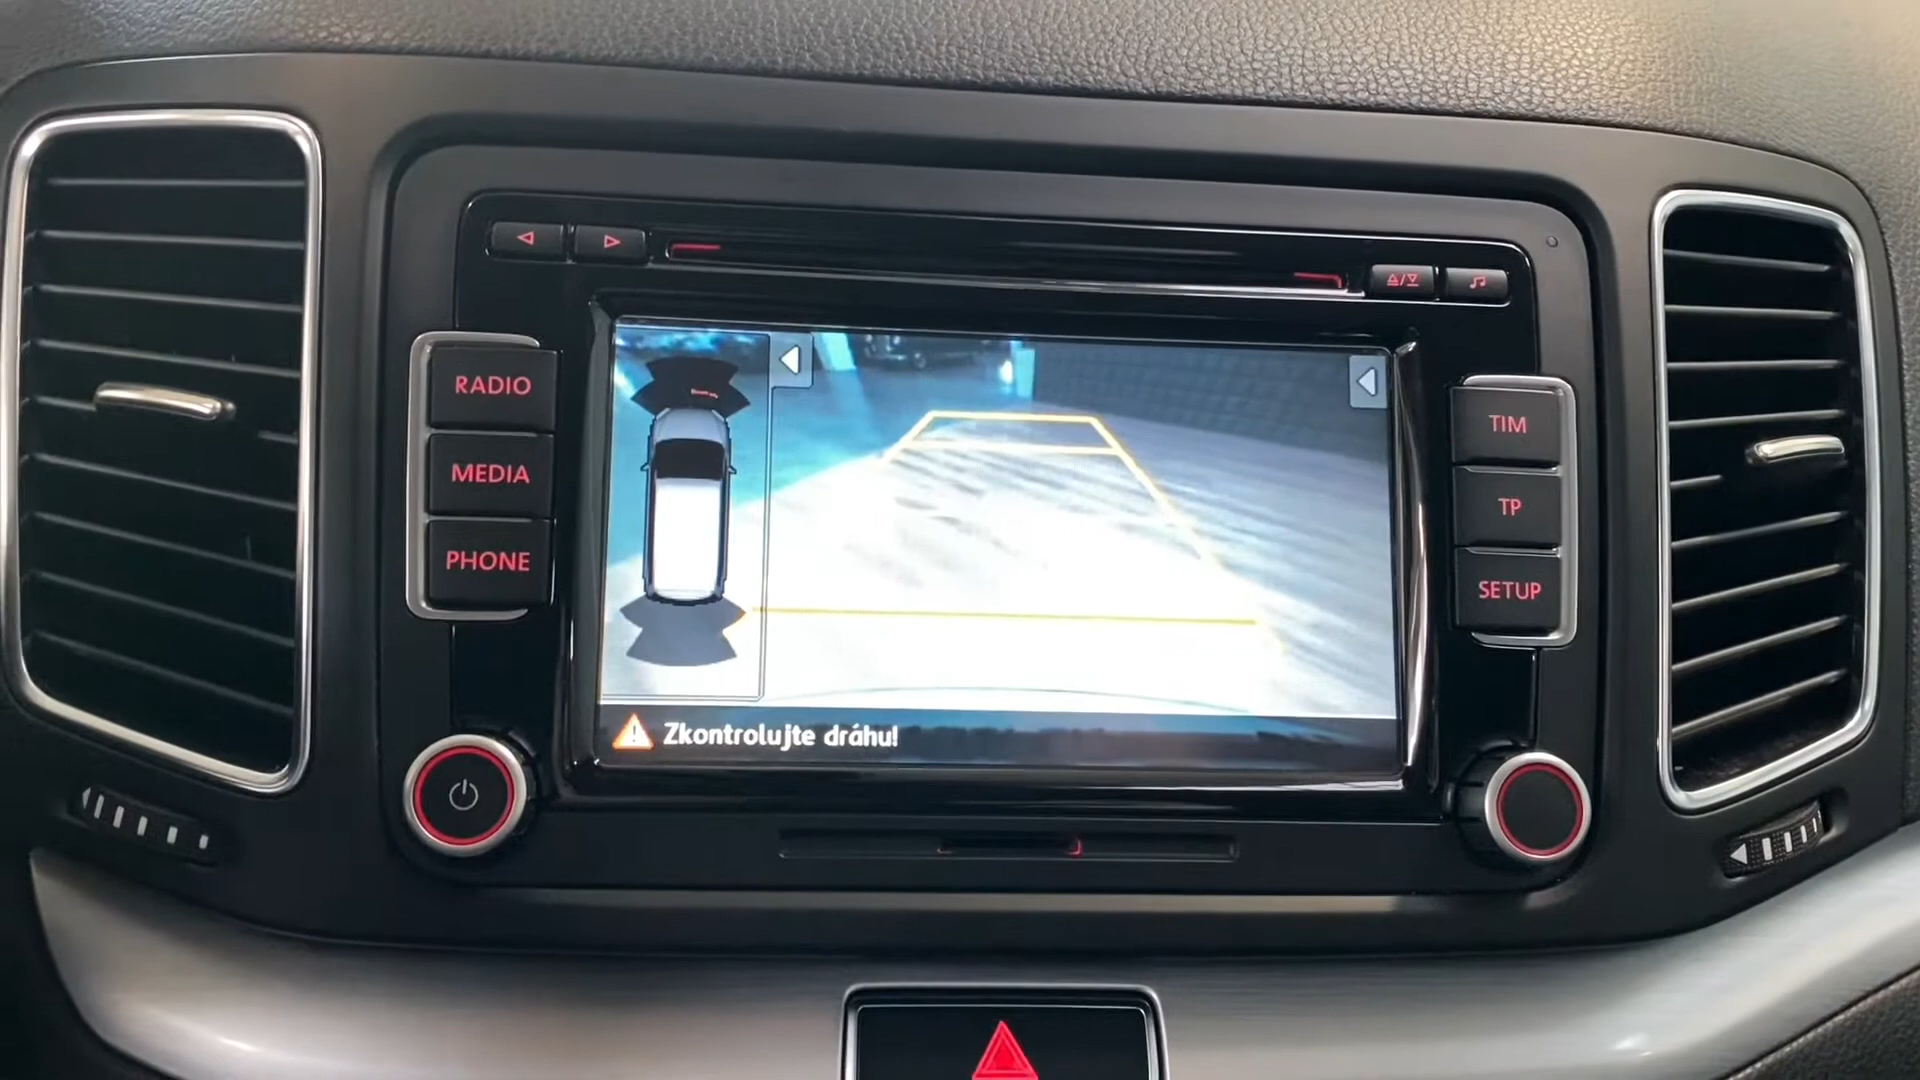 RADIO
MEDIA
PHONE
TIM
TP
SETUP
Zkontrolujte dráhu!